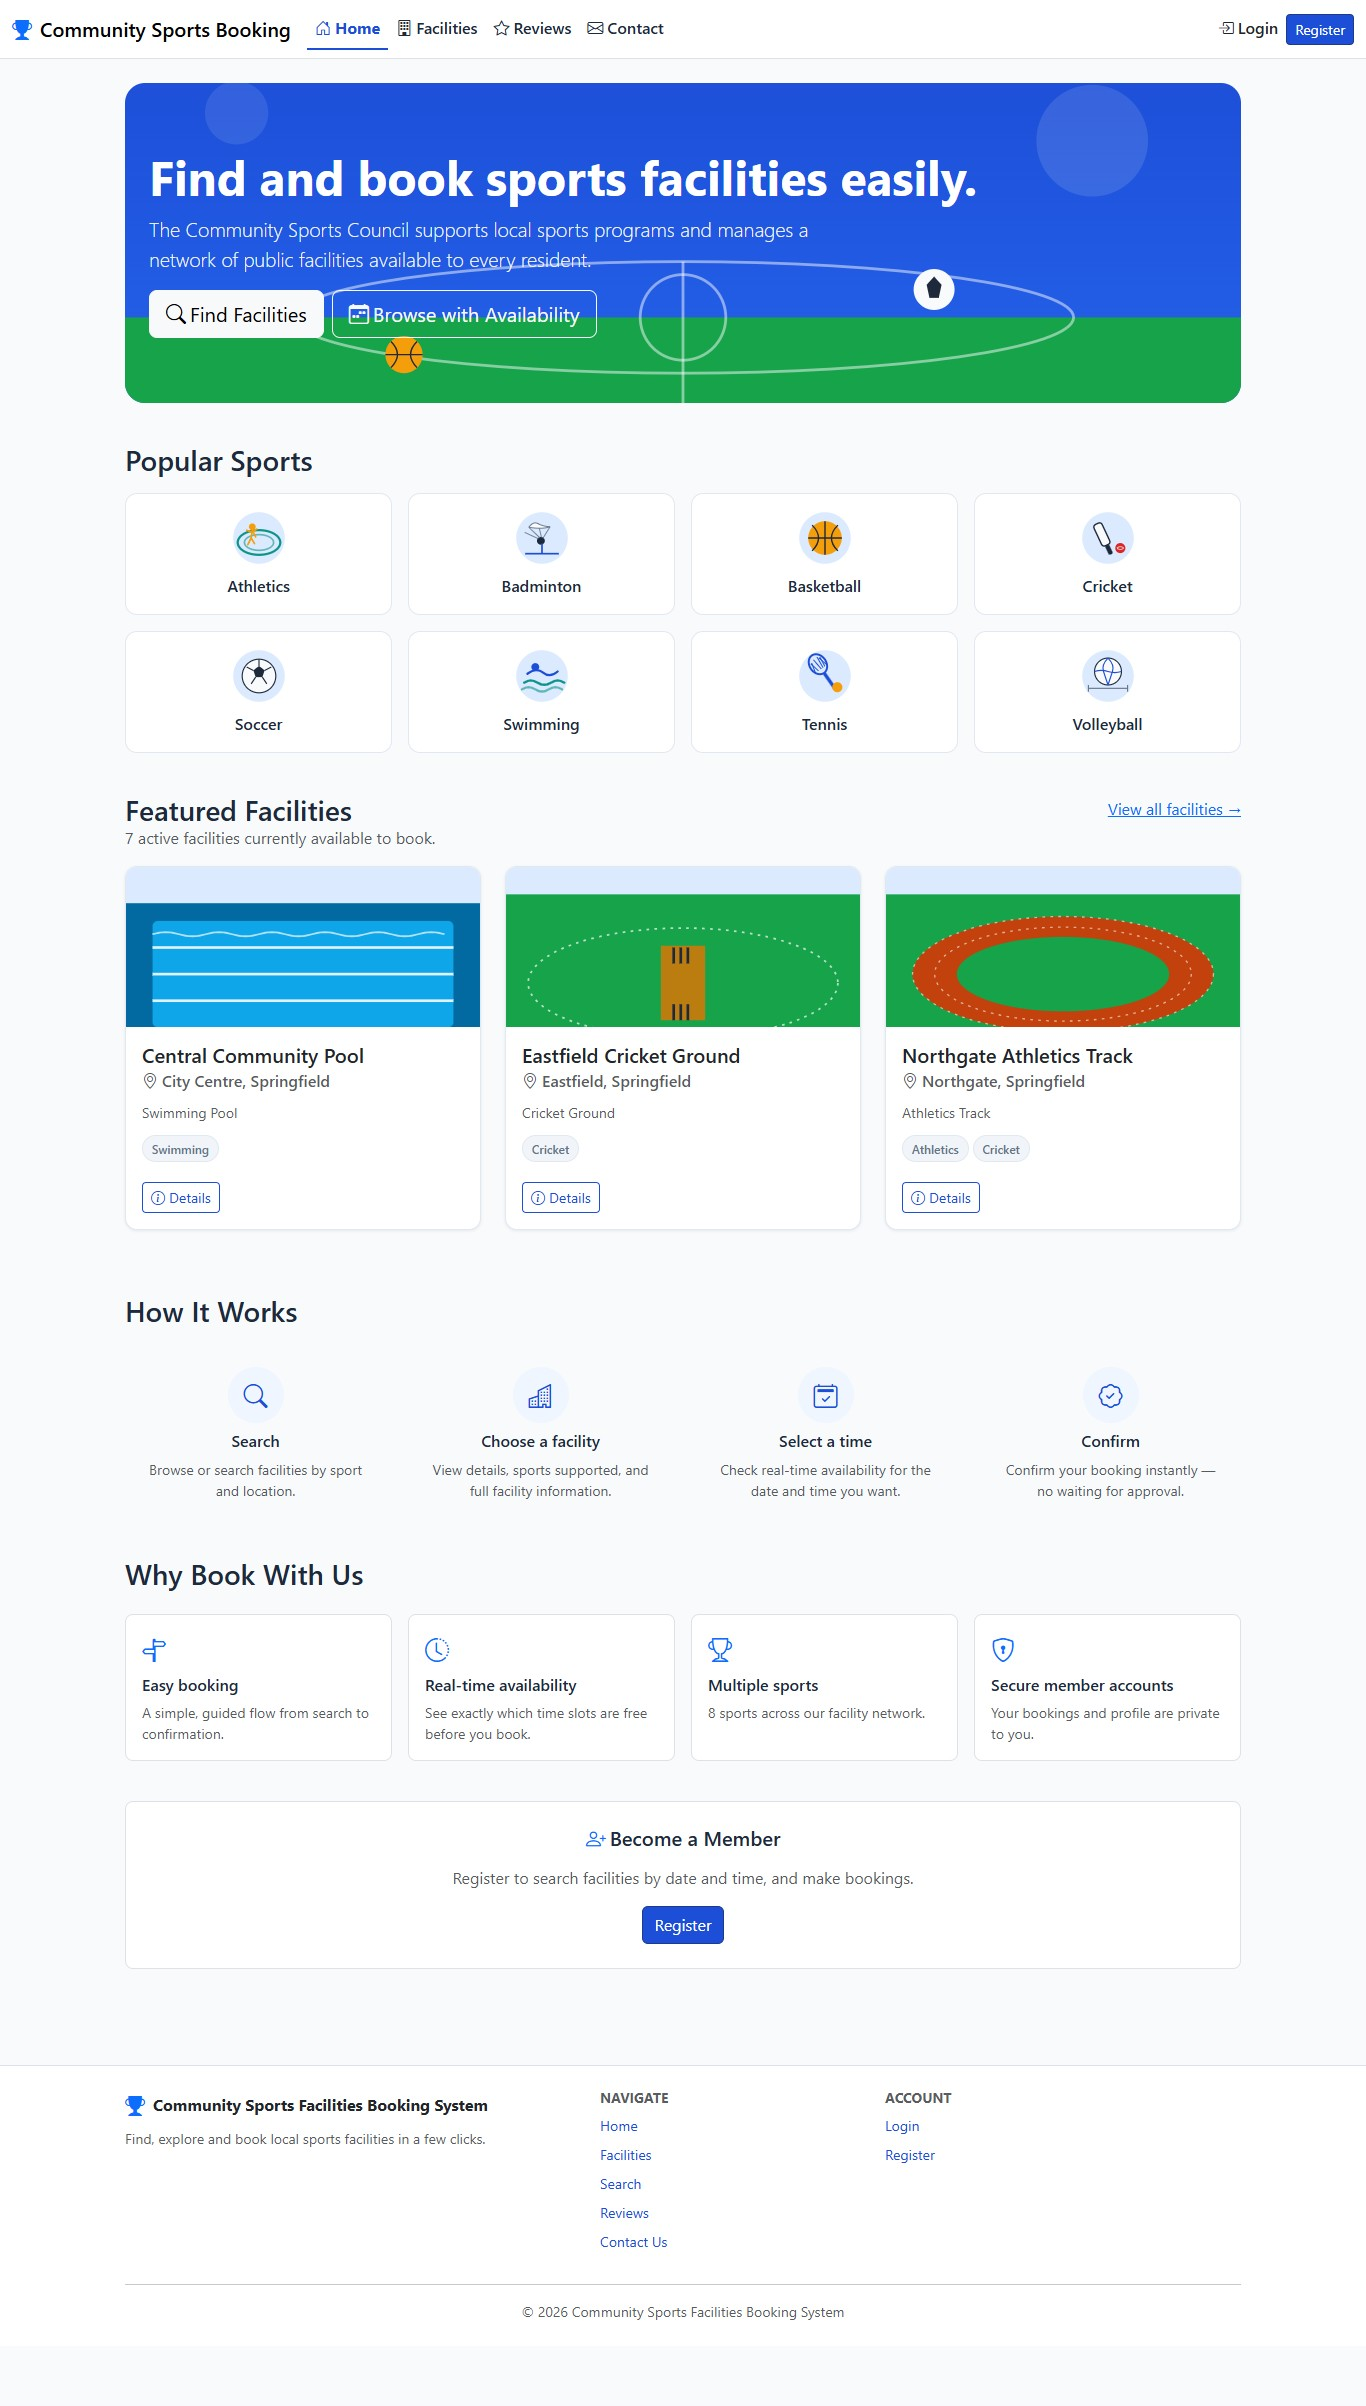 Community Sports Booking
Home
Facilities
Reviews
Contact
Login
Register
Find and book sports facilities easily.
The Community Sports Council supports local sports programs and manages a
network of public facilities available to every resident.
Find Facilities
Browse with Availability
Popular Sports
Athletics
Badminton
Basketball
Cricket
Soccer
Swimming
Tennis
Volleyball
Featured Facilities
View all facilities →
7 active facilities currently available to book.
Central Community Pool
City Centre, Springfield
Swimming Pool
Swimming
Details
Eastfield Cricket Ground
Eastfield, Springfield
Cricket Ground
Cricket
Details
Northgate Athletics Track
Northgate, Springfield
Athletics Track
Athletics
Cricket
Details
How It Works
Search
Browse or search facilities by sport
and location.
Choose a facility
View details, sports supported, and
full facility information.
Select a time
Check real-time availability for the
date and time you want.
Confirm
Confirm your booking instantly —
no waiting for approval.
Why Book With Us
Easy booking
A simple, guided flow from search to
confirmation.
Real-time availability
See exactly which time slots are free
before you book.
Multiple sports
8 sports across our facility network.
Secure member accounts
Your bookings and profile are private
to you.
Become a Member
Register to search facilities by date and time, and make bookings.
Register
Community Sports Facilities Booking System
Find, explore and book local sports facilities in a few clicks.
NAVIGATE
Home
Facilities
Search
Reviews
Contact Us
ACCOUNT
Login
Register
© 2026 Community Sports Facilities Booking System